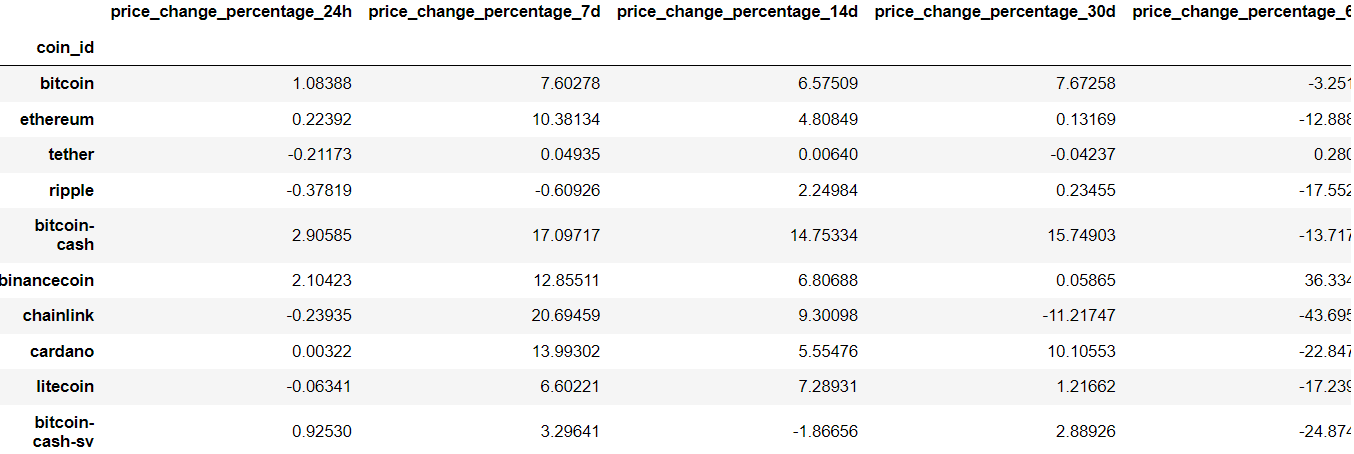 price_change_percentage_24h price_change_percentage_7d price_change_percentage_14d price_change_percentage_30d price_change_percentage_6
coin_id
bitcoin 1.08388 7.60278 6.57509 7.67258 -3.251
ethereum 0.22392 10.38134 4.80849 0.13169 -12.888
tether -0.21173 0.04935 0.00640 -0.04237 0.280
ripple -0.37819 -0.60926 2.24984 0.23455 -17.552
bitcoin-
cash 2.90585 17.09717 14.75334 15.74903 -13.717
binancecoin 2.10423 12.85511 6.80688 0.05865 36.334
chainlink -0.23935 20.69459 9.30098 -11.21747 -43.695
cardano 0.00322 13.99302 5.55476 10.10553 -22.847
litecoin -0.06341 6.60221 7.28931 1.21662 -17.239
bitcoin-
cash-sv 0.92530 3.29641 -1.86656 2.88926 -24.874